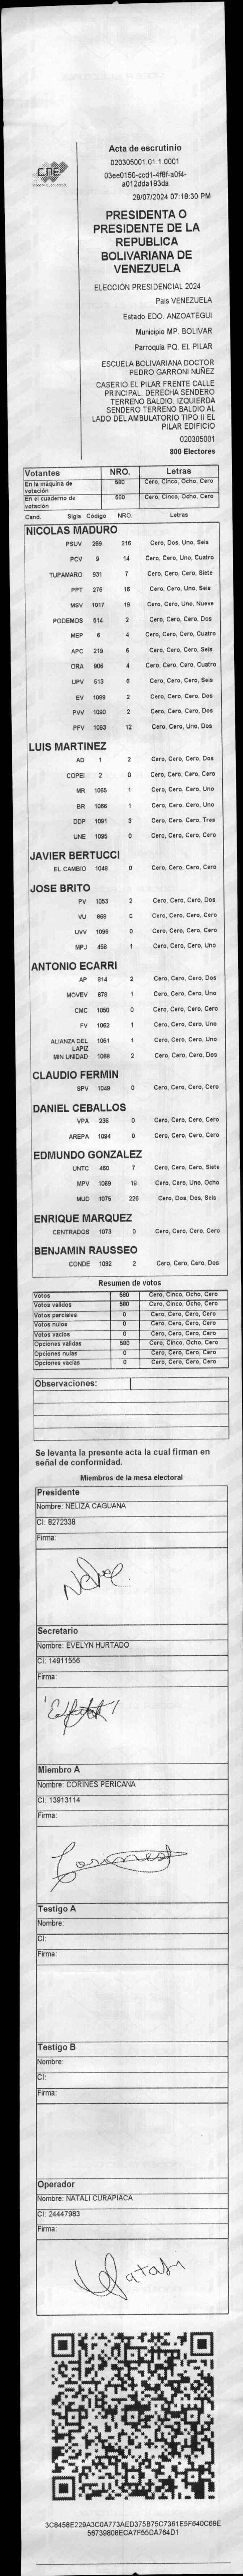 CNE
Acta de escrutinio
020305001.01.1.0001
03ee0150-ccd1-4f8f-a0f4-
a012dda193da
28/07/2024 07:18:30 PM
PRESIDENTA O
PRESIDENTE DE LA
REPUBLICA
BOLIVARIANA DE
VENEZUELA
ELECCIÓN PRESIDENCIAL 2024
País VENEZUELA
Estado EDO. ANZOATEGUI
Municipio MP. BOLIVAR
Parroquia PQ. EL PILAR
ESCUELA BOLIVARIANA DOCTOR
PEDRO GARRONI NUÑEZ
CASERIO EL PILAR FRENTE CALLE
PRINCIPAL. DERECHA SENDERO
TERRENO BALDIO. IZQUIERDA
SENDERO TERRENO BALDIO AL
LADO DEL AMBULATORIO TIPO II EL
PILAR EDIFICIO
020305001
800 Electores
Votantes NRO. Letras
En la máquina de votación 580 Cero, Cinco, Ocho, Cero
En el cuaderno de votación 580 Cero, Cinco, Ocho, Cero
Cand. Sigla Código NRO. Letras
NICOLAS MADURO
PSUV 269 216 Cero, Dos, Uno, Seis
PCV 9 14 Cero, Cero, Uno, Cuatro
TUPAMARO 931 7 Cero, Cero, Cero, Siete
PPT 276 16 Cero, Cero, Uno, Seis
MSV 1017 19 Cero, Cero, Uno, Nueve
PODEMOS 514 2 Cero, Cero, Cero, Dos
MEP 6 4 Cero, Cero, Cero, Cuatro
APC 219 6 Cero, Cero, Cero, Seis
ORA 906 4 Cero, Cero, Cero, Cuatro
UPV 513 6 Cero, Cero, Cero, Seis
EV 1089 2 Cero, Cero, Cero, Dos
PVV 1090 2 Cero, Cero, Cero, Dos
PFV 1093 12 Cero, Cero, Uno, Dos
LUIS MARTINEZ
AD 1 2 Cero, Cero, Cero, Dos
COPEI 2 0 Cero, Cero, Cero, Cero
MR 1065 1 Cero, Cero, Cero, Uno
BR 1066 1 Cero, Cero, Cero, Uno
DDP 1091 3 Cero, Cero, Cero, Tres
UNE 1095 0 Cero, Cero, Cero, Cero
JAVIER BERTUCCI
EL CAMBIO 1048 0 Cero, Cero, Cero, Cero
JOSE BRITO
PV 1053 2 Cero, Cero, Cero, Dos
VU 868 0 Cero, Cero, Cero, Cero
UVV 1096 0 Cero, Cero, Cero, Cero
MPJ 458 1 Cero, Cero, Cero, Uno
ANTONIO ECARRI
AP 814 2 Cero, Cero, Cero, Dos
MOVEV 879 1 Cero, Cero, Cero, Uno
CMC 1050 0 Cero, Cero, Cero, Cero
FV 1062 1 Cero, Cero, Cero, Uno
ALIANZA DEL LAPIZ 1051 1 Cero, Cero, Cero, Uno
MIN UNIDAD 1068 2 Cero, Cero, Cero, Dos
CLAUDIO FERMIN
SPV 1049 0 Cero, Cero, Cero, Cero
DANIEL CEBALLOS
VPA 236 0 Cero, Cero, Cero, Cero
AREPA 1094 0 Cero, Cero, Cero, Cero
EDMUNDO GONZALEZ
UNTC 460 7 Cero, Cero, Cero, Siete
MPV 1069 18 Cero, Cero, Uno, Ocho
MUD 1075 226 Cero, Dos, Dos, Seis
ENRIQUE MARQUEZ
CENTRADOS 1073 0 Cero, Cero, Cero, Cero
BENJAMIN RAUSSEO
CONDE 1092 2 Cero, Cero, Cero, Dos
Resumen de votos
Votos 580 Cero, Cinco, Ocho, Cero
Votos validos 580 Cero, Cinco, Ocho, Cero
Votos parciales 0 Cero, Cero, Cero, Cero
Votos nulos 0 Cero, Cero, Cero, Cero
Votos vacíos 0 Cero, Cero, Cero, Cero
Opciones validas 580 Cero, Cinco, Ocho, Cero
Opciones nulas 0 Cero, Cero, Cero, Cero
Opciones vacías 0 Cero, Cero, Cero, Cero
Observaciones:
Se levanta la presente acta la cual firman en
señal de conformidad.
Miembros de la mesa electoral
Presidente
Nombre: NELIZA CAGUANA
CI: 8272338
Firma:
Secretario
Nombre: EVELYN HURTADO
CI: 14911556
Firma:
Miembro A
Nombre: CORINES PERICANA
CI: 13913114
Firma:
Corines
Testigo A
Nombre:
CI:
Firma:
Testigo B
Nombre:
CI:
Firma:
Operador
Nombre: NATALI CURAPIACA
CI: 24447983
Firma:
Nataly
3C8458E229A3C0A773AED375B75C7361E5F640C69E
56739808ECA7F55DA764D1